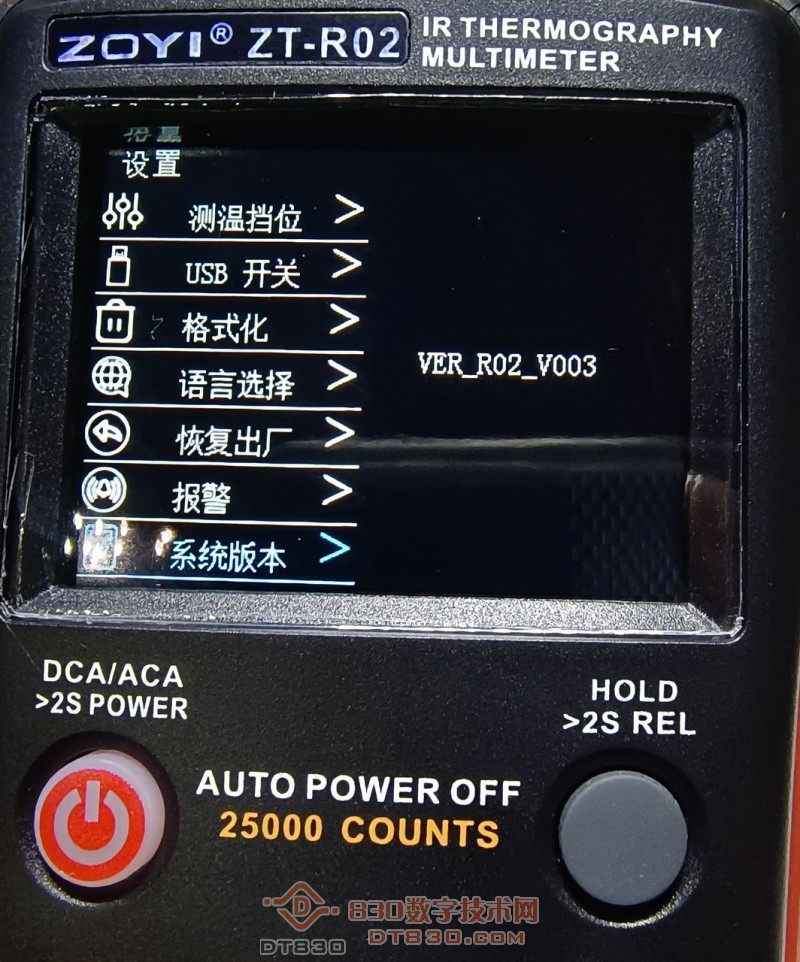 ZOYI® ZT-R02
IR THERMOGRAPHY
MULTIMETER
设置
测温挡位 >
USB 开关 >
格式化 >
语言选择 >
恢复出厂 >
报警 >
系统版本 >
VER_R02_V003
DCA/ACA
>2S POWER
HOLD
>2S REL
AUTO POWER OFF
25000 COUNTS
830数字技术网
DT830
DT830.COM